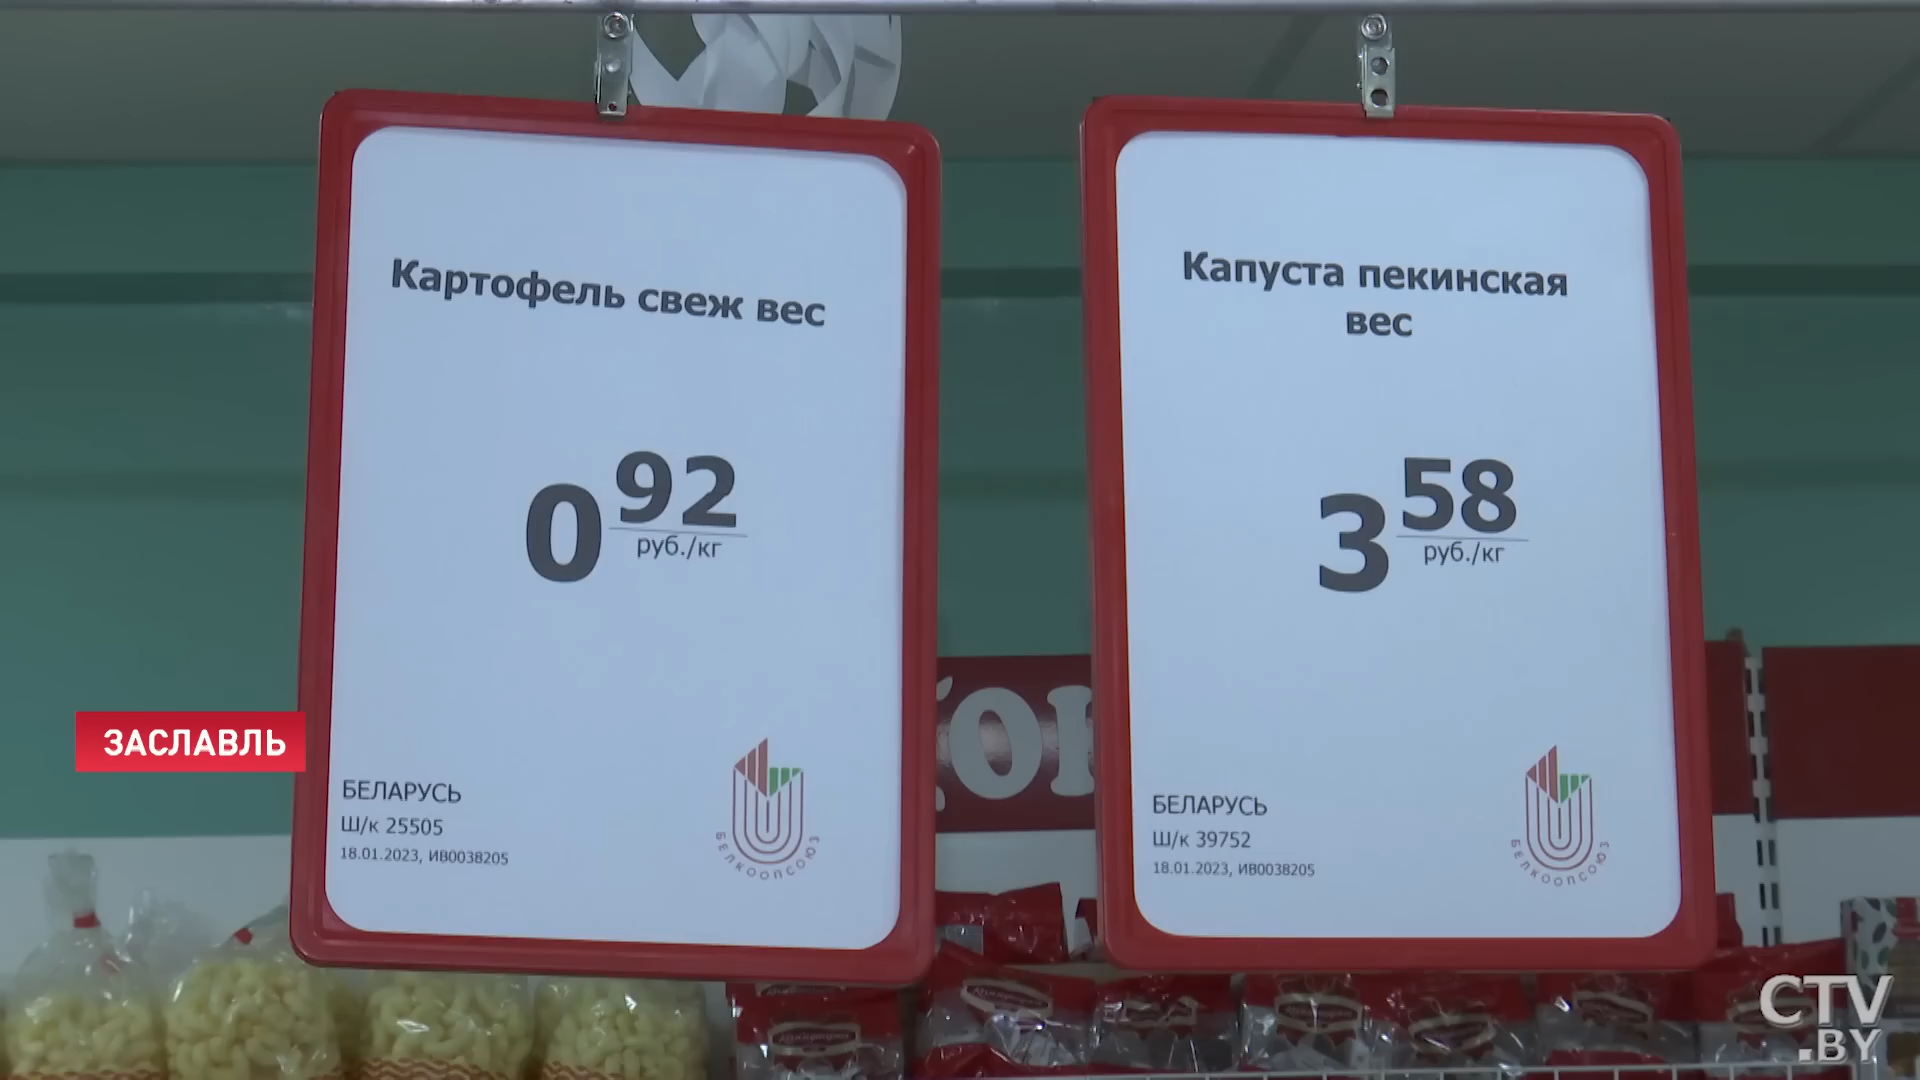 Картофель свеж вес
0 92
руб./кг
БЕЛАРУСЬ
Ш/к 25505
18.01.2023, ИВ0038205
БЕЛКООПСОЮЗ
Капуста пекинская
вес
3 58
руб./кг
БЕЛАРУСЬ
Ш/к 39752
18.01.2023, ИВ0038205
БЕЛКООПСОЮЗ
ЗАСЛАВЛЬ
CTV
.BY